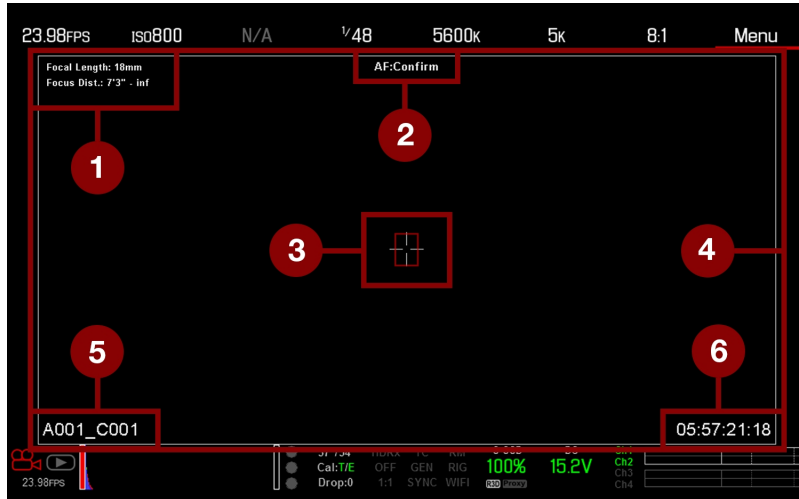 23.98FPS ISO800 N/A 1/48 5600K 5K 8:1 Menu
Focal Length: 18mm
Focus Dist.: 7'3" - inf
AF:Confirm
1
2
3
4
5
6
A001_C001
05:57:21:18
Ch2
Cal:T/E OFF GEN RIG 100% 15.2V
Ch3
Drop:0 1:1 SYNC WIFI R3D Proxy
Ch4
23.98FPS